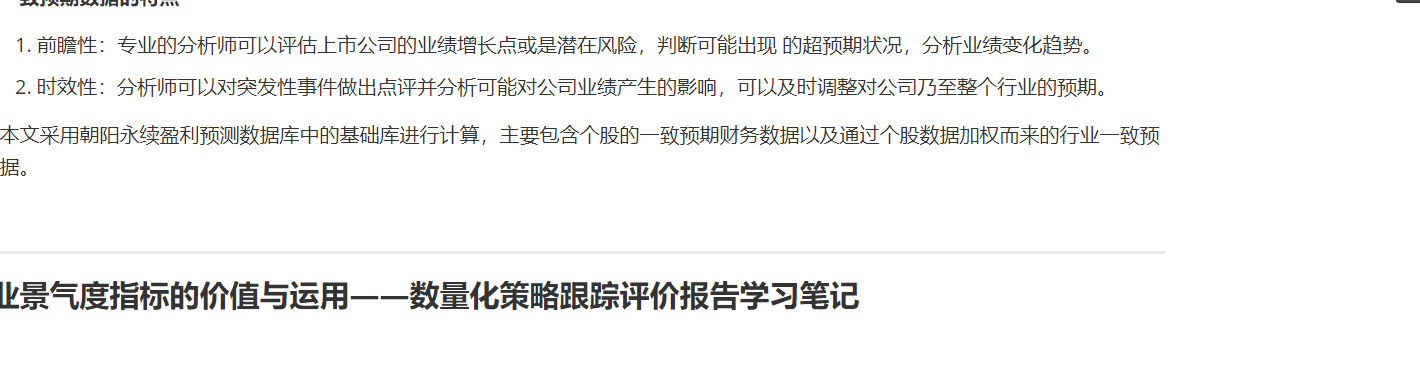 致预期数据的特点
1. 前瞻性：专业的分析师可以评估上市公司的业绩增长点或是潜在风险，判断可能出现 的超预期状况，分析业绩变化趋势。
2. 时效性：分析师可以对突发性事件做出点评并分析可能对公司业绩产生的影响，可以及时调整对公司乃至整个行业的预期。
本文采用朝阳永续盈利预测数据库中的基础库进行计算，主要包含个股的一致预期财务数据以及通过个股数据加权而来的行业一致预
据。
业景气度指标的价值与运用——数量化策略跟踪评价报告学习笔记